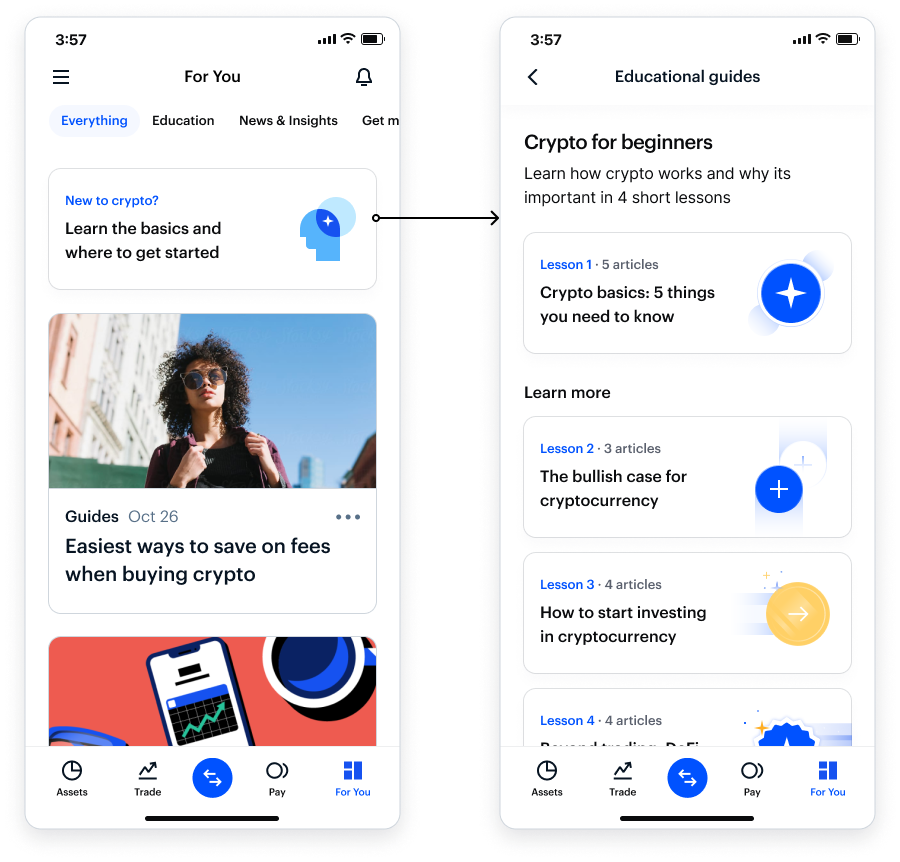 3:57
For You
Everything Education News & Insights Get m
New to crypto?
Learn the basics and
where to get started
Guides Oct 26
Easiest ways to save on fees
when buying crypto
Assets Trade Pay For You
3:57
Educational guides
Crypto for beginners
Learn how crypto works and why its
important in 4 short lessons
Lesson 1 · 5 articles
Crypto basics: 5 things
you need to know
Learn more
Lesson 2 · 3 articles
The bullish case for
cryptocurrency
Lesson 3 · 4 articles
How to start investing
in cryptocurrency
Lesson 4 · 4 articles
Beyond trading: DeFi
Assets Trade Pay For You